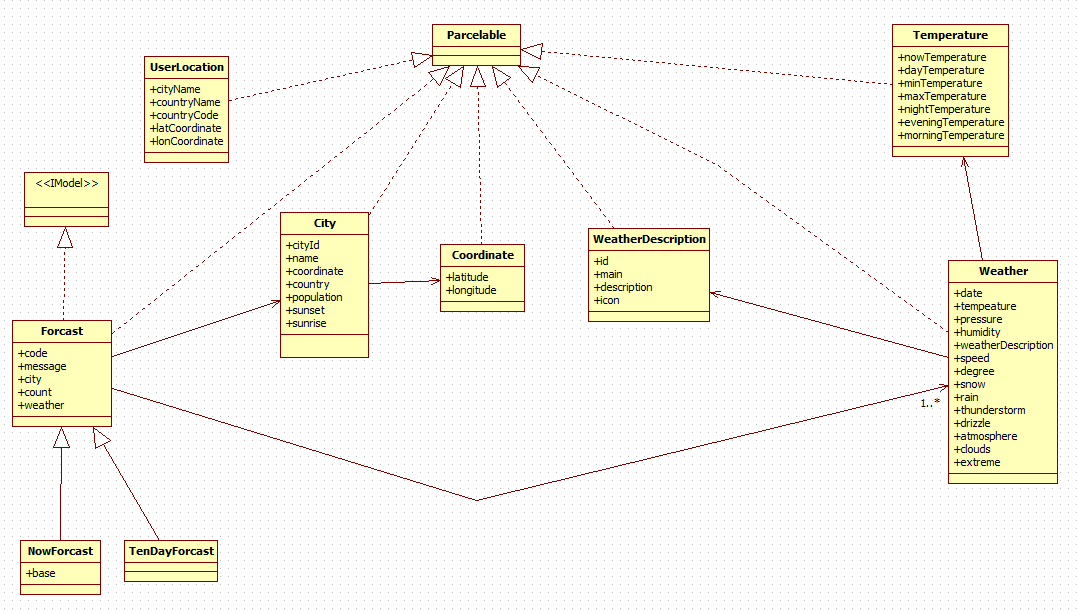 Parcelable
Temperature
+nowTemperature
+dayTemperature
+minTemperature
+maxTemperature
+nightTemperature
+eveningTemperature
+morningTemperature
UserLocation
+cityName
+countryName
+countryCode
+latCoordinate
+lonCoordinate
<<IModel>>
City
+cityId
+name
+coordinate
+country
+population
+sunset
+sunrise
Coordinate
+latitude
+longitude
WeatherDescription
+id
+main
+description
+icon
Weather
+date
+tempeature
+pressure
+humidity
+weatherDescription
+speed
+degree
+snow
+rain
+thunderstorm
+drizzle
+atmosphere
+clouds
+extreme
1..*
Forcast
+code
+message
+city
+count
+weather
NowForcast
+base
TenDayForcast